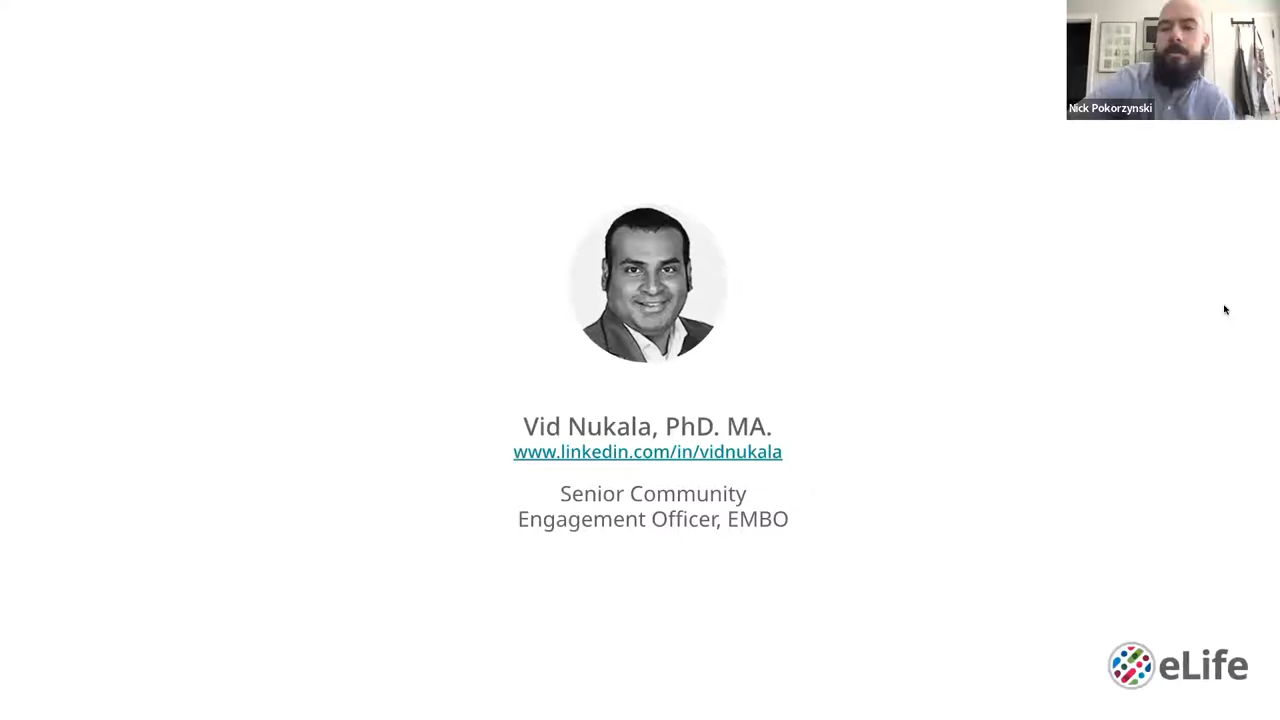 Nick Pokorzynski
Vid Nukala, PhD. MA.
www.linkedin.com/in/vidnukala
Senior Community
Engagement Officer, EMBO
eLife